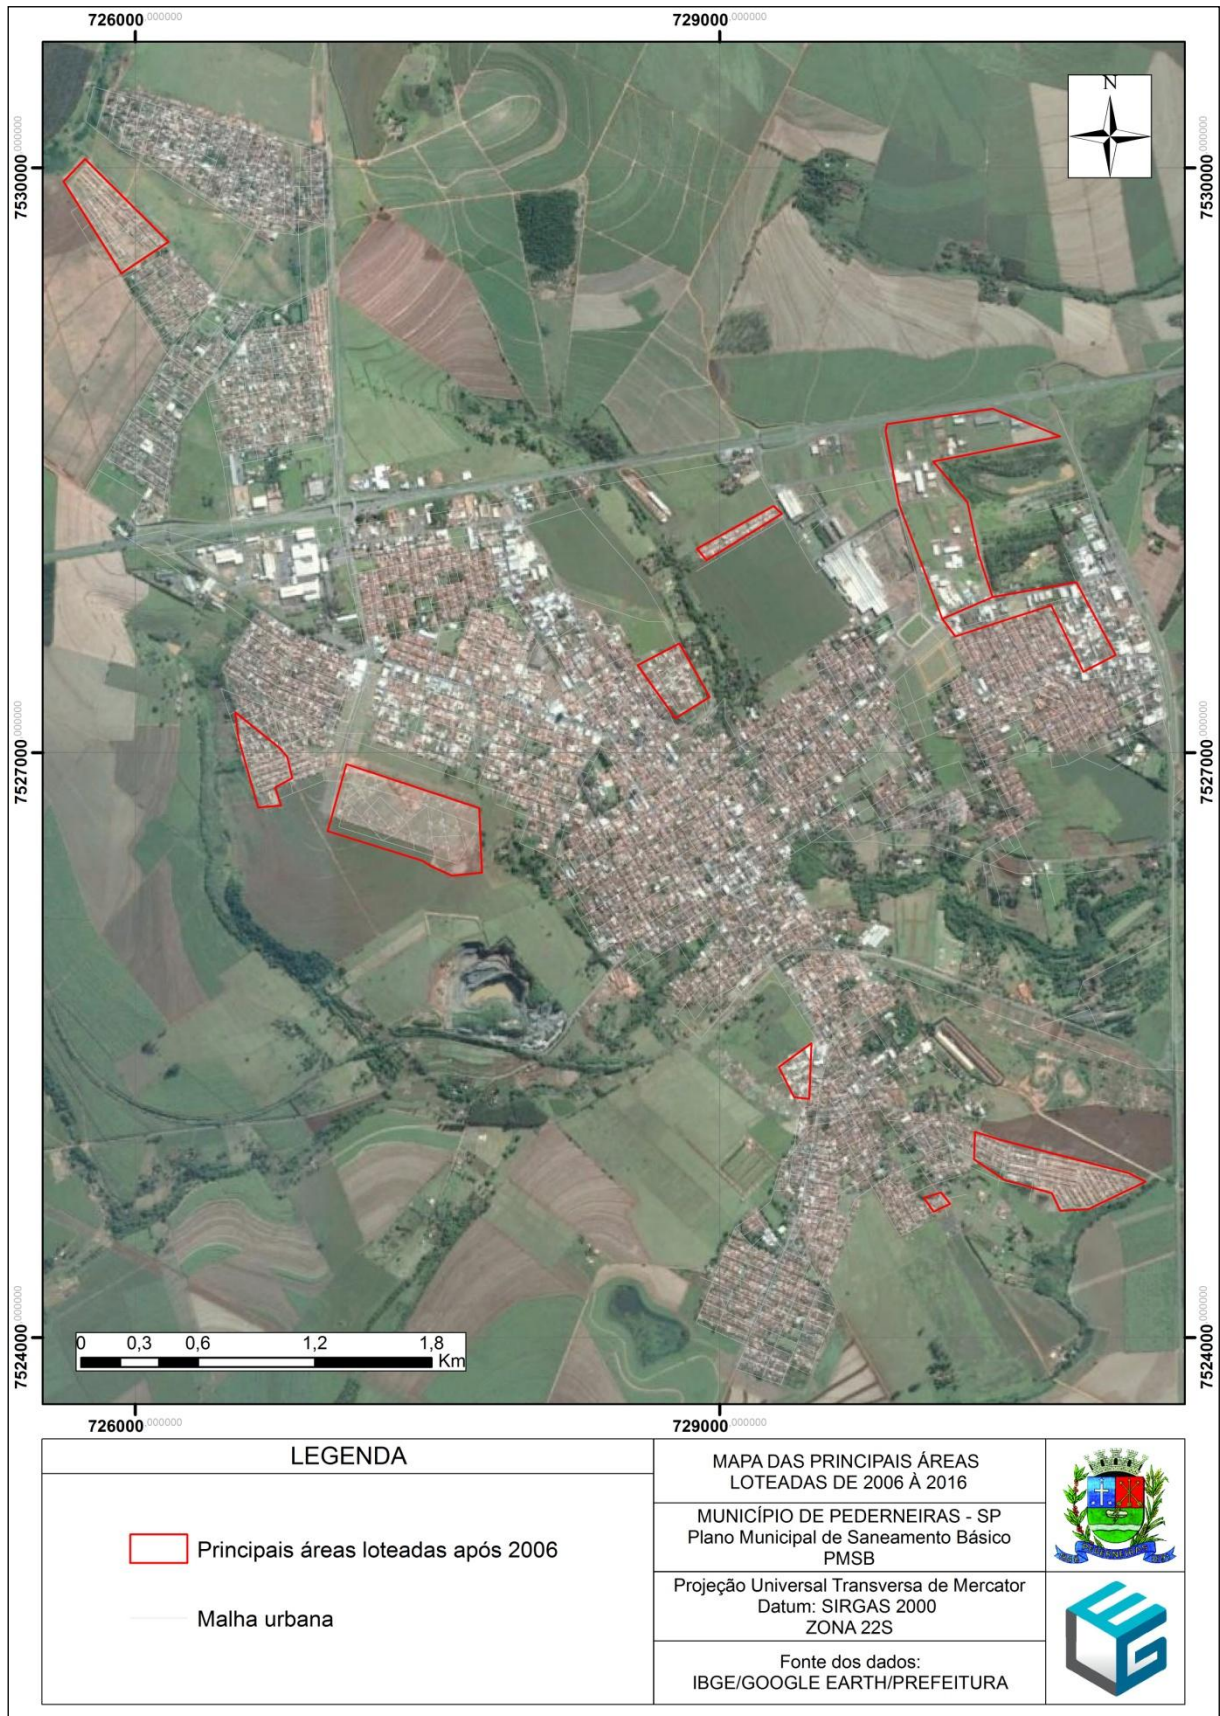 726000,000000 729000,000000
N
7530000,000000 7530000,000000
7527000,000000 7527000,000000
7524000,000000 7524000,000000
0 0,3 0,6 1,2 1,8
Km
726000,000000 729000,000000
LEGENDA
Principais áreas loteadas após 2006
Malha urbana
MAPA DAS PRINCIPAIS ÁREAS
LOTEADAS DE 2006 À 2016
MUNICÍPIO DE PEDERNEIRAS - SP
Plano Municipal de Saneamento Básico
PMSB
Projeção Universal Transversa de Mercator
Datum: SIRGAS 2000
ZONA 22S
Fonte dos dados:
IBGE/GOOGLE EARTH/PREFEITURA